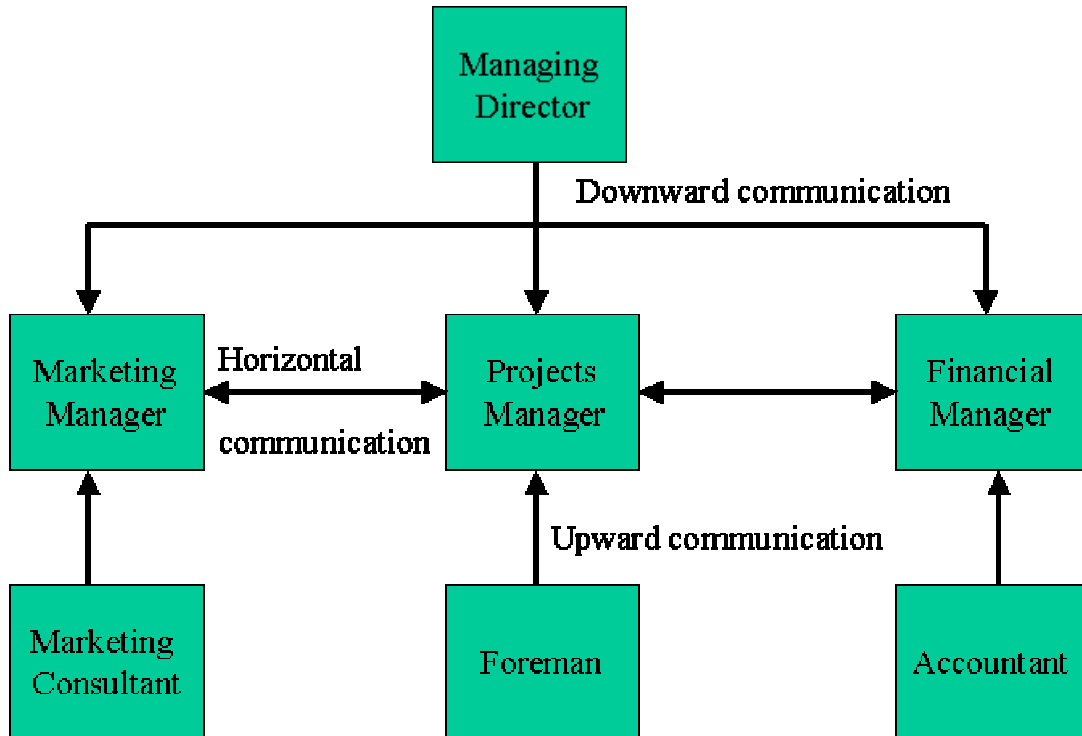 Managing
Director
Downward communication
Marketing
Manager
Horizontal
communication
Projects
Manager
Financial
Manager
Upward communication
Marketing
Consultant
Foreman
Accountant